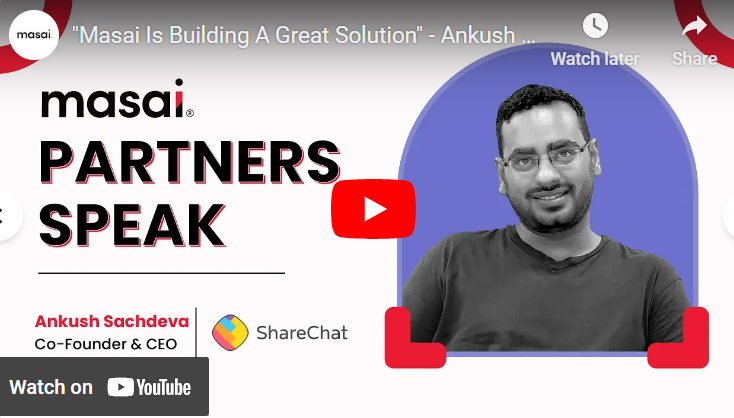 masai.
"Masai Is Building A Great Solution" - Ankush ...
Watch later
Share
masai®
PARTNERS
SPEAK
Ankush Sachdeva
Co-Founder & CEO
ShareChat
Watch on YouTube